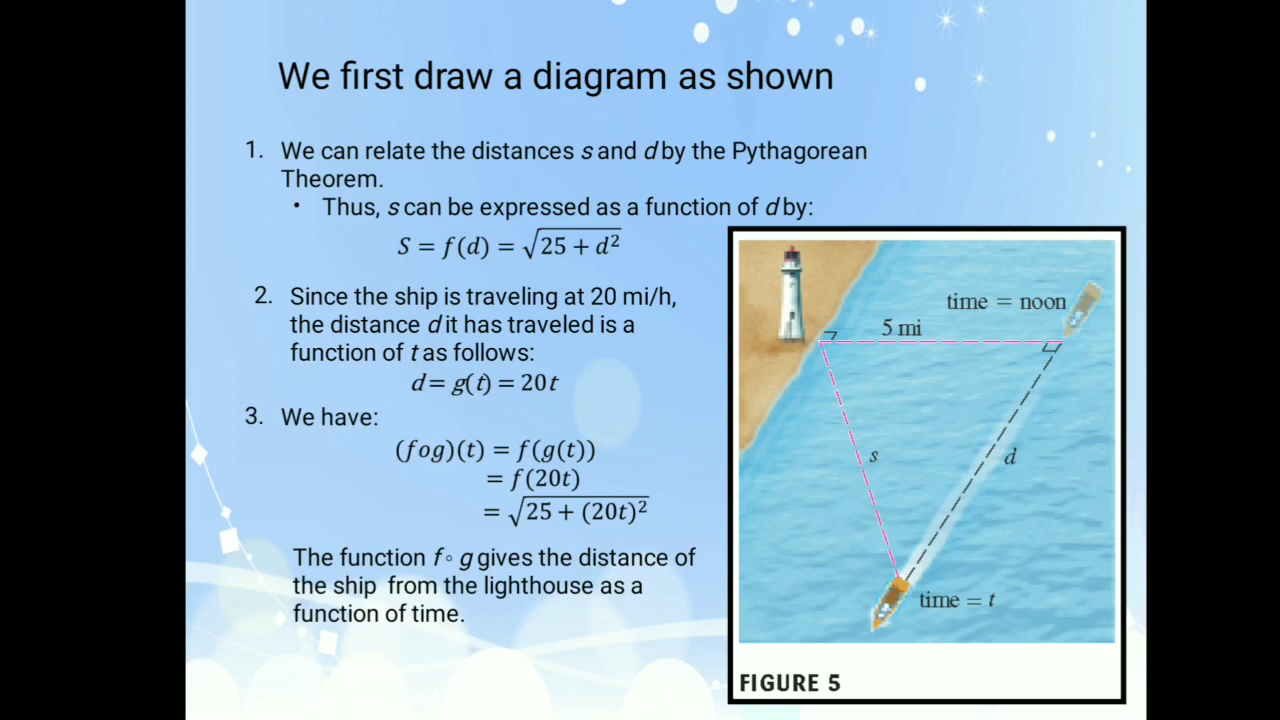 We first draw a diagram as shown
1. We can relate the distances s and d by the Pythagorean
Theorem.
• Thus, s can be expressed as a function of d by:
S = f(d) = √(25 + d²)
2. Since the ship is traveling at 20 mi/h,
the distance d it has traveled is a
function of t as follows:
d = g(t) = 20t
3. We have:
(fog)(t) = f(g(t))
= f(20t)
= √(25 + (20t)²)
The function f ∘ g gives the distance of
the ship from the lighthouse as a
function of time.
time = noon
5 mi
s
d
time = t
FIGURE 5